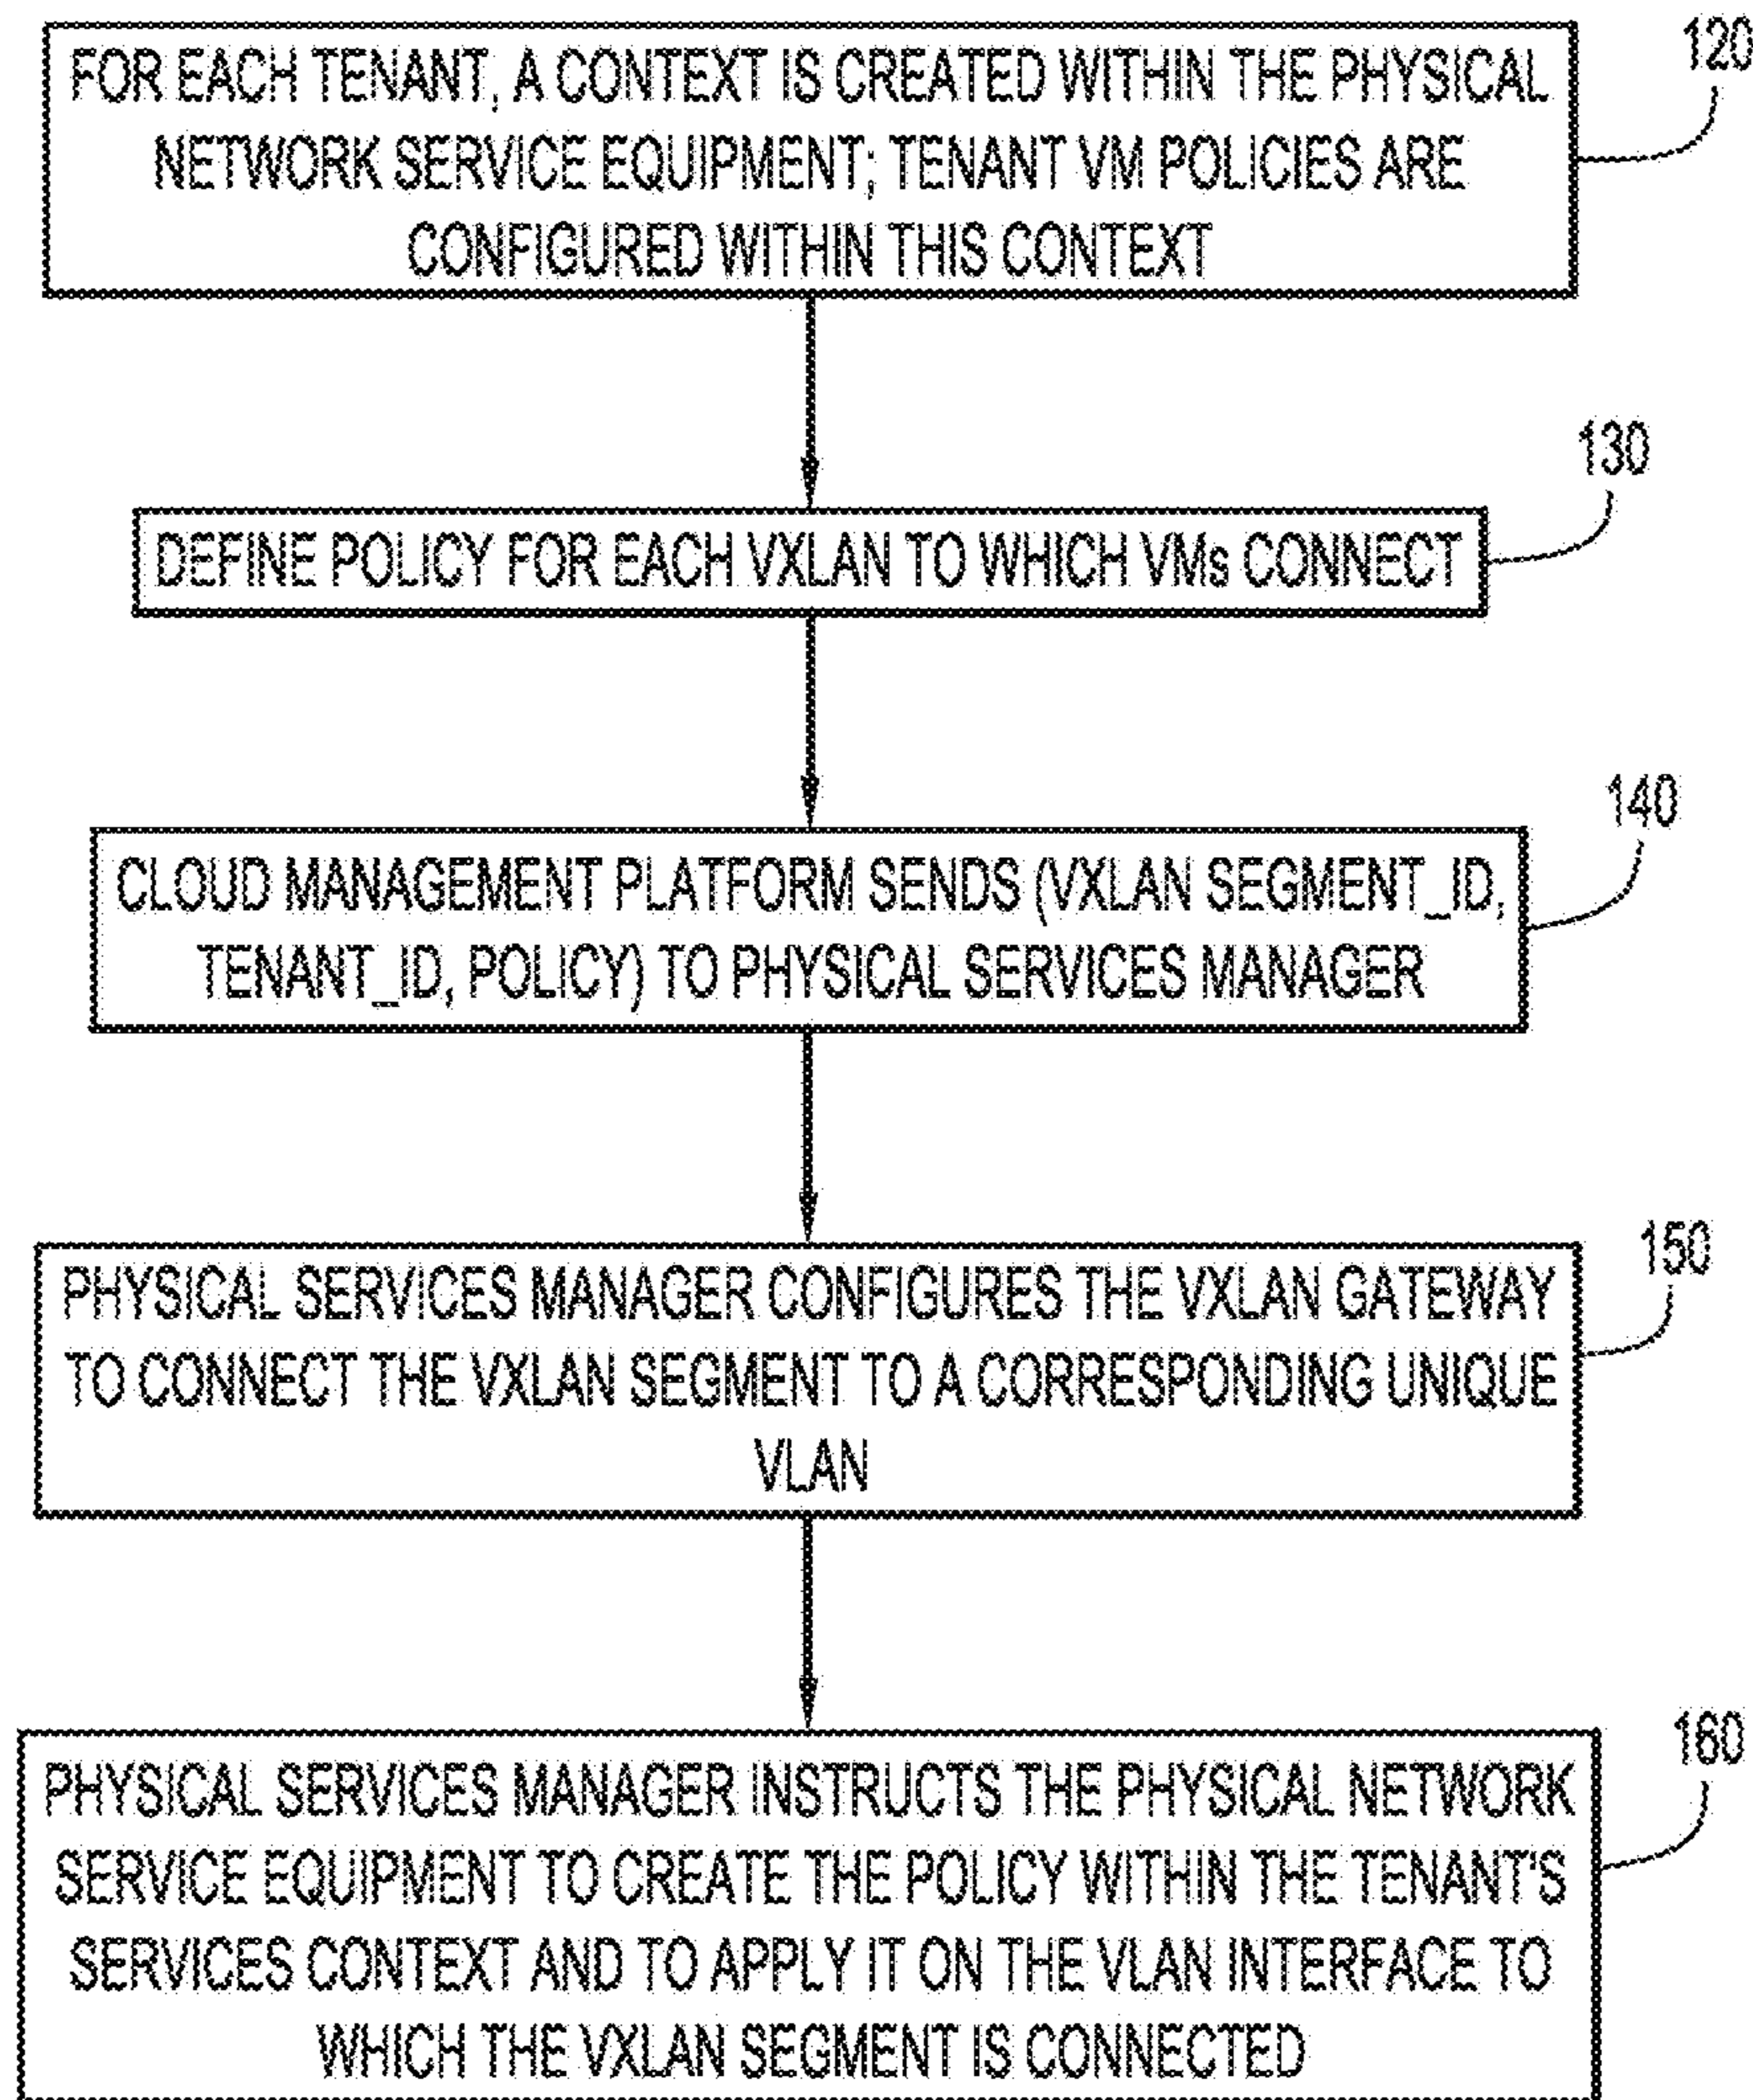 120
FOR EACH TENANT, A CONTEXT IS CREATED WITHIN THE PHYSICAL
NETWORK SERVICE EQUIPMENT; TENANT VM POLICIES ARE
CONFIGURED WITHIN THIS CONTEXT
130
DEFINE POLICY FOR EACH VXLAN TO WHICH VMs CONNECT
140
CLOUD MANAGEMENT PLATFORM SENDS (VXLAN SEGMENT_ID,
TENANT_ID, POLICY) TO PHYSICAL SERVICES MANAGER
150
PHYSICAL SERVICES MANAGER CONFIGURES THE VXLAN GATEWAY
TO CONNECT THE VXLAN SEGMENT TO A CORRESPONDING UNIQUE
VLAN
160
PHYSICAL SERVICES MANAGER INSTRUCTS THE PHYSICAL NETWORK
SERVICE EQUIPMENT TO CREATE THE POLICY WITHIN THE TENANT'S
SERVICES CONTEXT AND TO APPLY IT ON THE VLAN INTERFACE TO
WHICH THE VXLAN SEGMENT IS CONNECTED